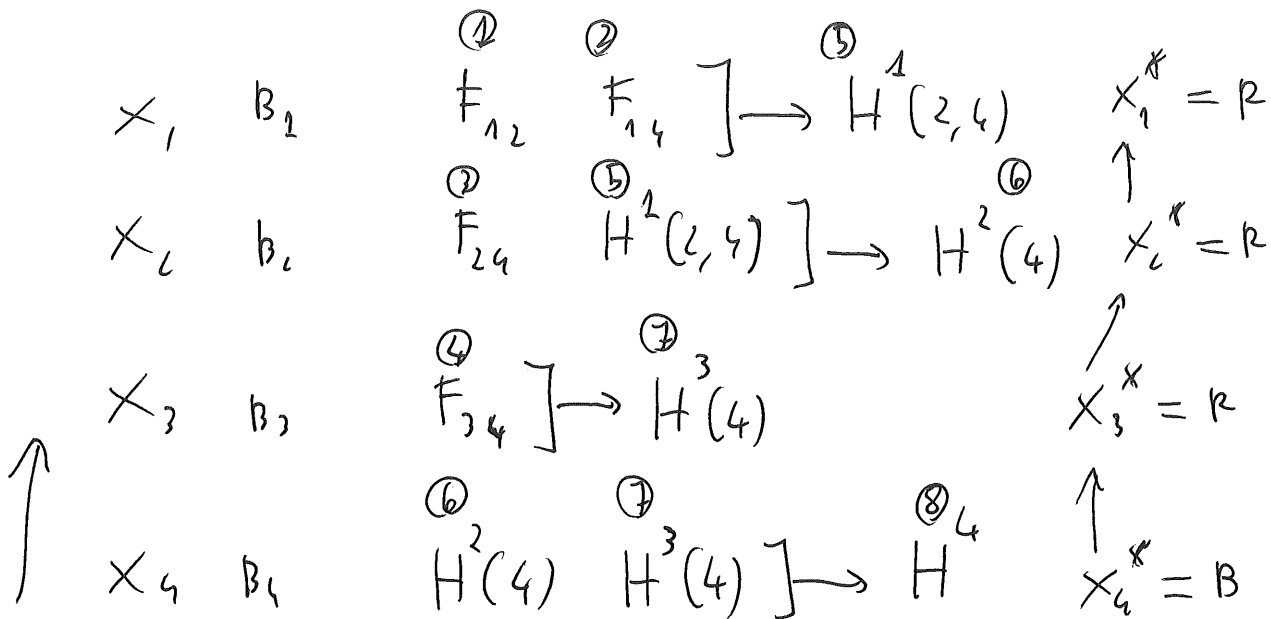 ① ② ⑤
X₁ B₁ F₁₂ F₁₄ ] → H¹(2,4) X₁* = R
③ ⑤ ⑥
X₂ B₂ F₂₄ H¹(2,4) ] → H²(4) X₂* = R
④ ⑦
X₃ B₃ F₃₄ ] → H³(4) X₃* = R
⑥ ⑦ ⑧
X₄ B₄ H²(4) H³(4) ] → H⁴ X₄* = B